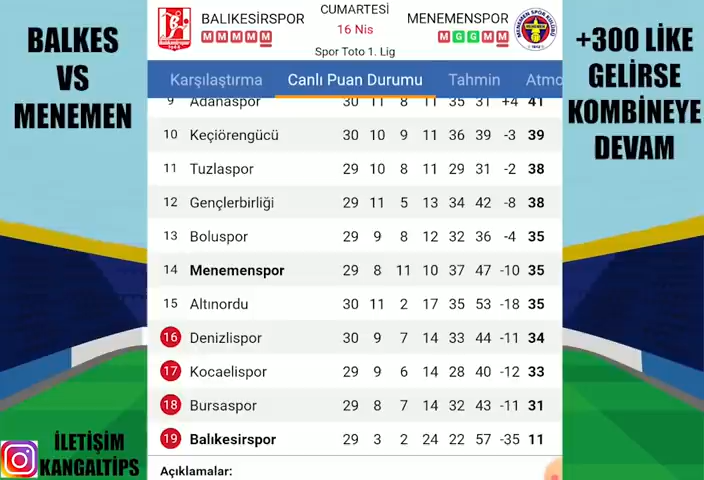 BALKES
VS
MENEMEN
BALIKESİRSPOR
M M M M M
CUMARTESİ
16 Nis
Spor Toto 1. Lig
MENEMENSPOR
M G G M M
+300 LİKE
GELİRSE
KOMBİNEYE
DEVAM
Karşılaştırma Canlı Puan Durumu Tahmin Atmo
9 Adanaspor 30 11 8 11 35 31 +4 41
10 Keçiörengücü 30 10 9 11 36 39 -3 39
11 Tuzlaspor 29 10 8 11 29 31 -2 38
12 Gençlerbirliği 29 11 5 13 34 42 -8 38
13 Boluspor 29 9 8 12 32 36 -4 35
14 Menemenspor 29 8 11 10 37 47 -10 35
15 Altınordu 30 11 2 17 35 53 -18 35
16 Denizlispor 30 9 7 14 33 44 -11 34
17 Kocaelispor 29 9 6 14 28 40 -12 33
18 Bursaspor 29 8 7 14 32 43 -11 31
19 Balıkesirspor 29 3 2 24 22 57 -35 11
Açıklamalar:
İLETİŞİM
KANGALTİPS